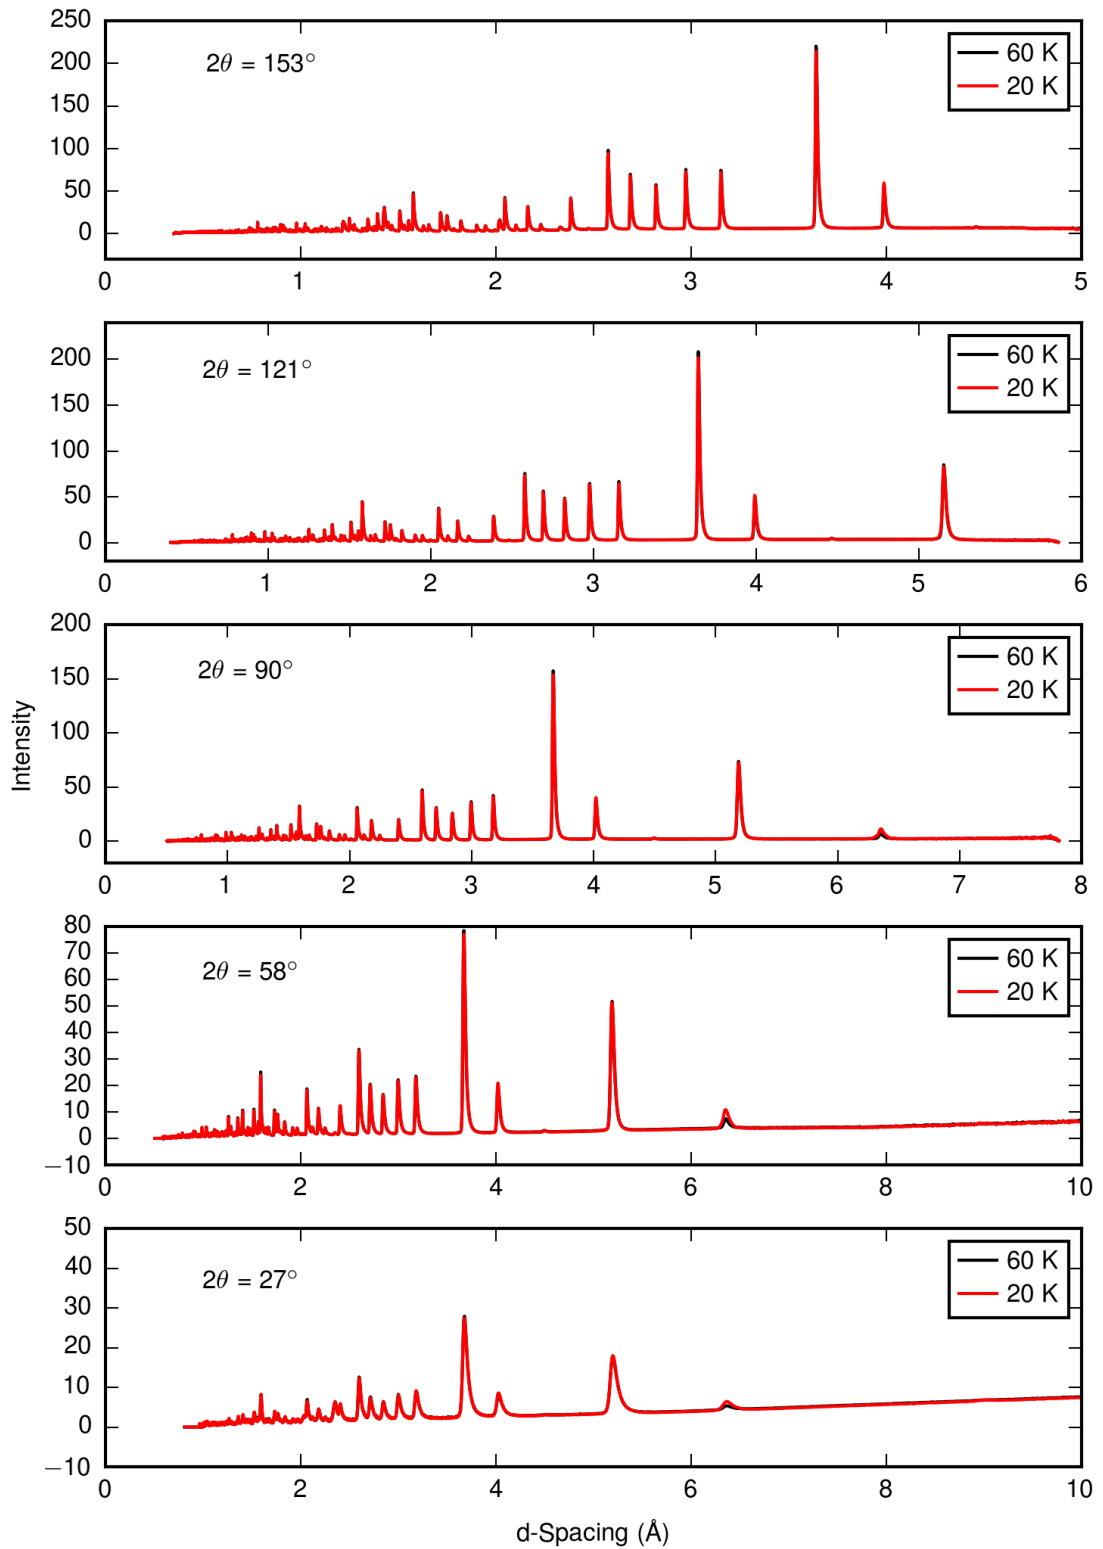 250
200
150
100
50
0
2θ = 153°
60 K
20 K
0 1 2 3 4 5
200
150
100
50
0
2θ = 121°
60 K
20 K
0 1 2 3 4 5 6
200
150
100
50
0
2θ = 90°
60 K
20 K
0 1 2 3 4 5 6 7 8
Intensity
80
70
60
50
40
30
20
10
0
−10
2θ = 58°
60 K
20 K
0 2 4 6 8 10
50
40
30
20
10
0
−10
2θ = 27°
60 K
20 K
0 2 4 6 8 10
d-Spacing (Å)